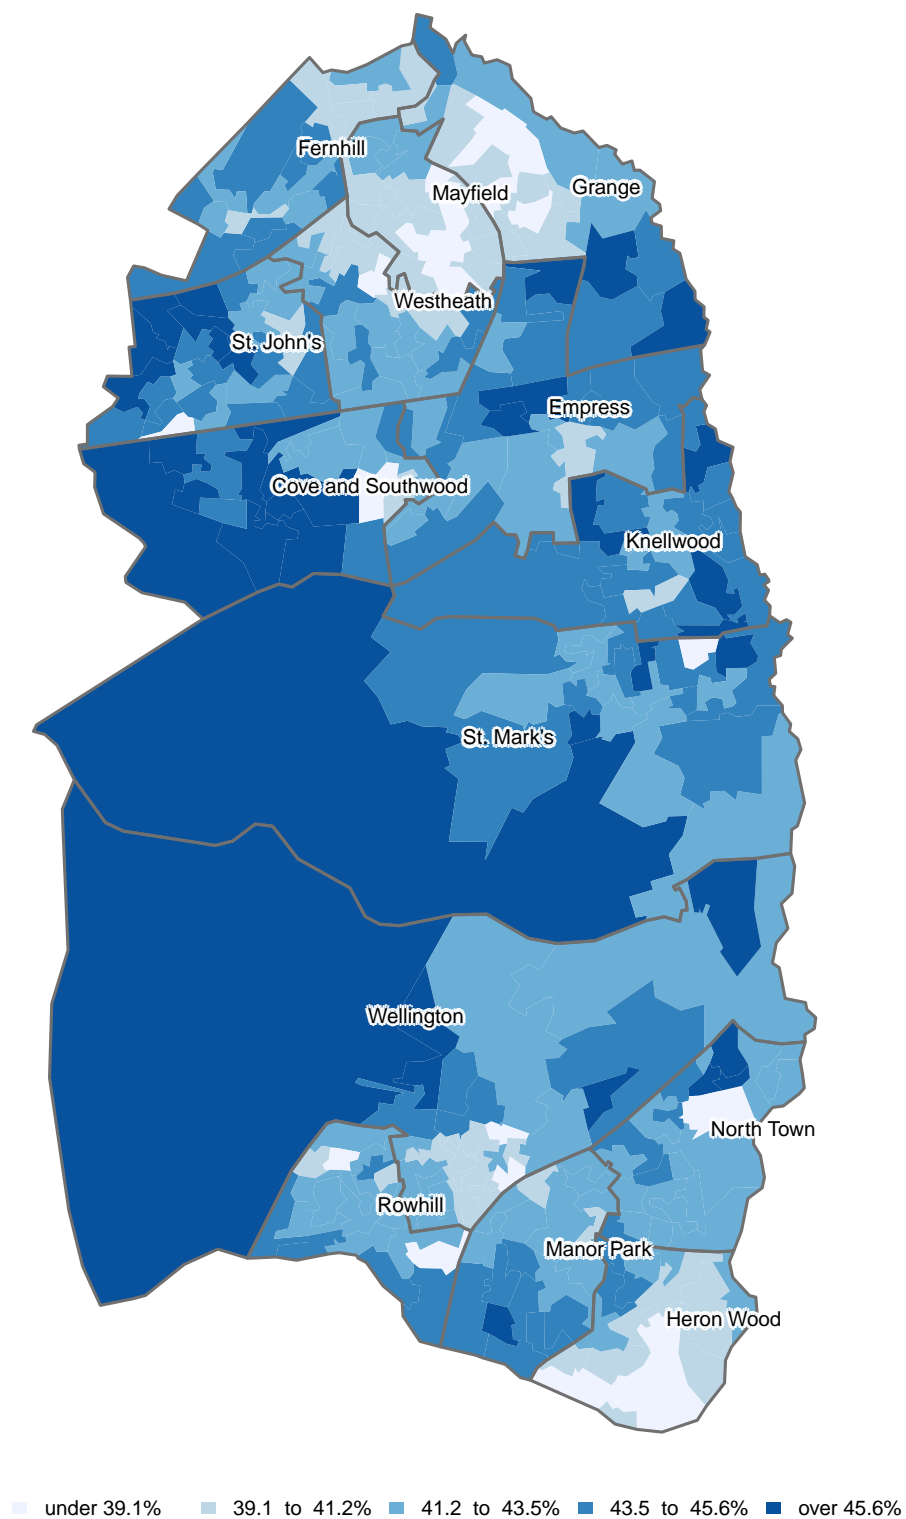 Fernhill
Mayfield
Grange
Westheath
St. John's
Empress
Cove and Southwood
Knellwood
St. Mark's
Wellington
North Town
Rowhill
Manor Park
Heron Wood
under 39.1% 39.1 to 41.2% 41.2 to 43.5% 43.5 to 45.6% over 45.6%